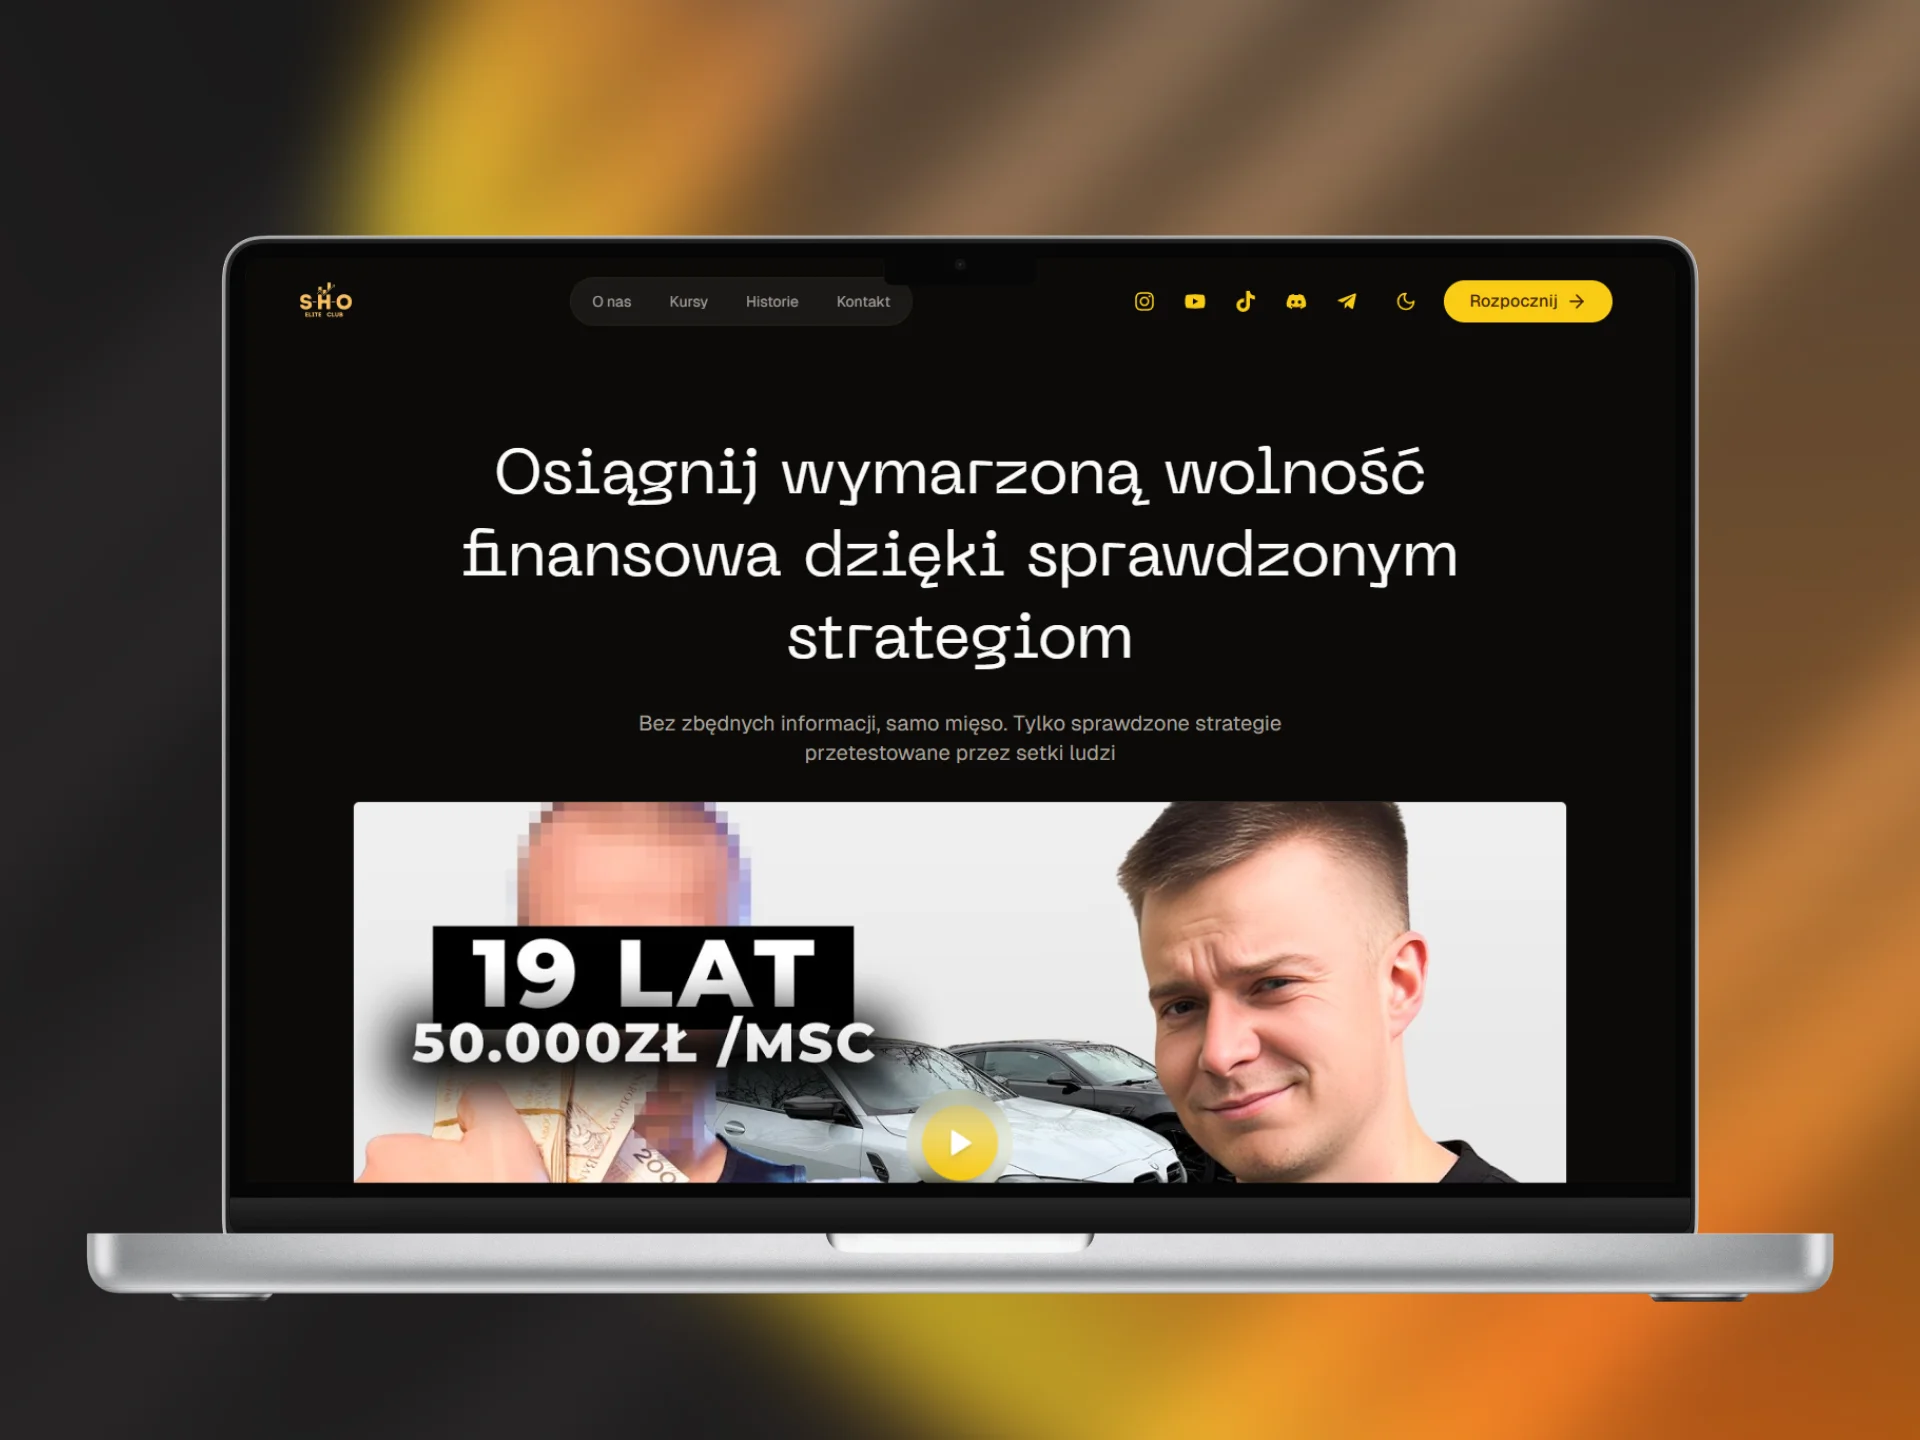 S-H-O
ELITE CLUB
O nas
Kursy
Historie
Kontakt
Rozpocznij
Osiągnij wymarzoną wolność
finansowa dzięki sprawdzonym
strategiom
Bez zbędnych informacji, samo mięso. Tylko sprawdzone strategie
przetestowane przez setki ludzi
19 LAT
50.000ZŁ /MSC
200